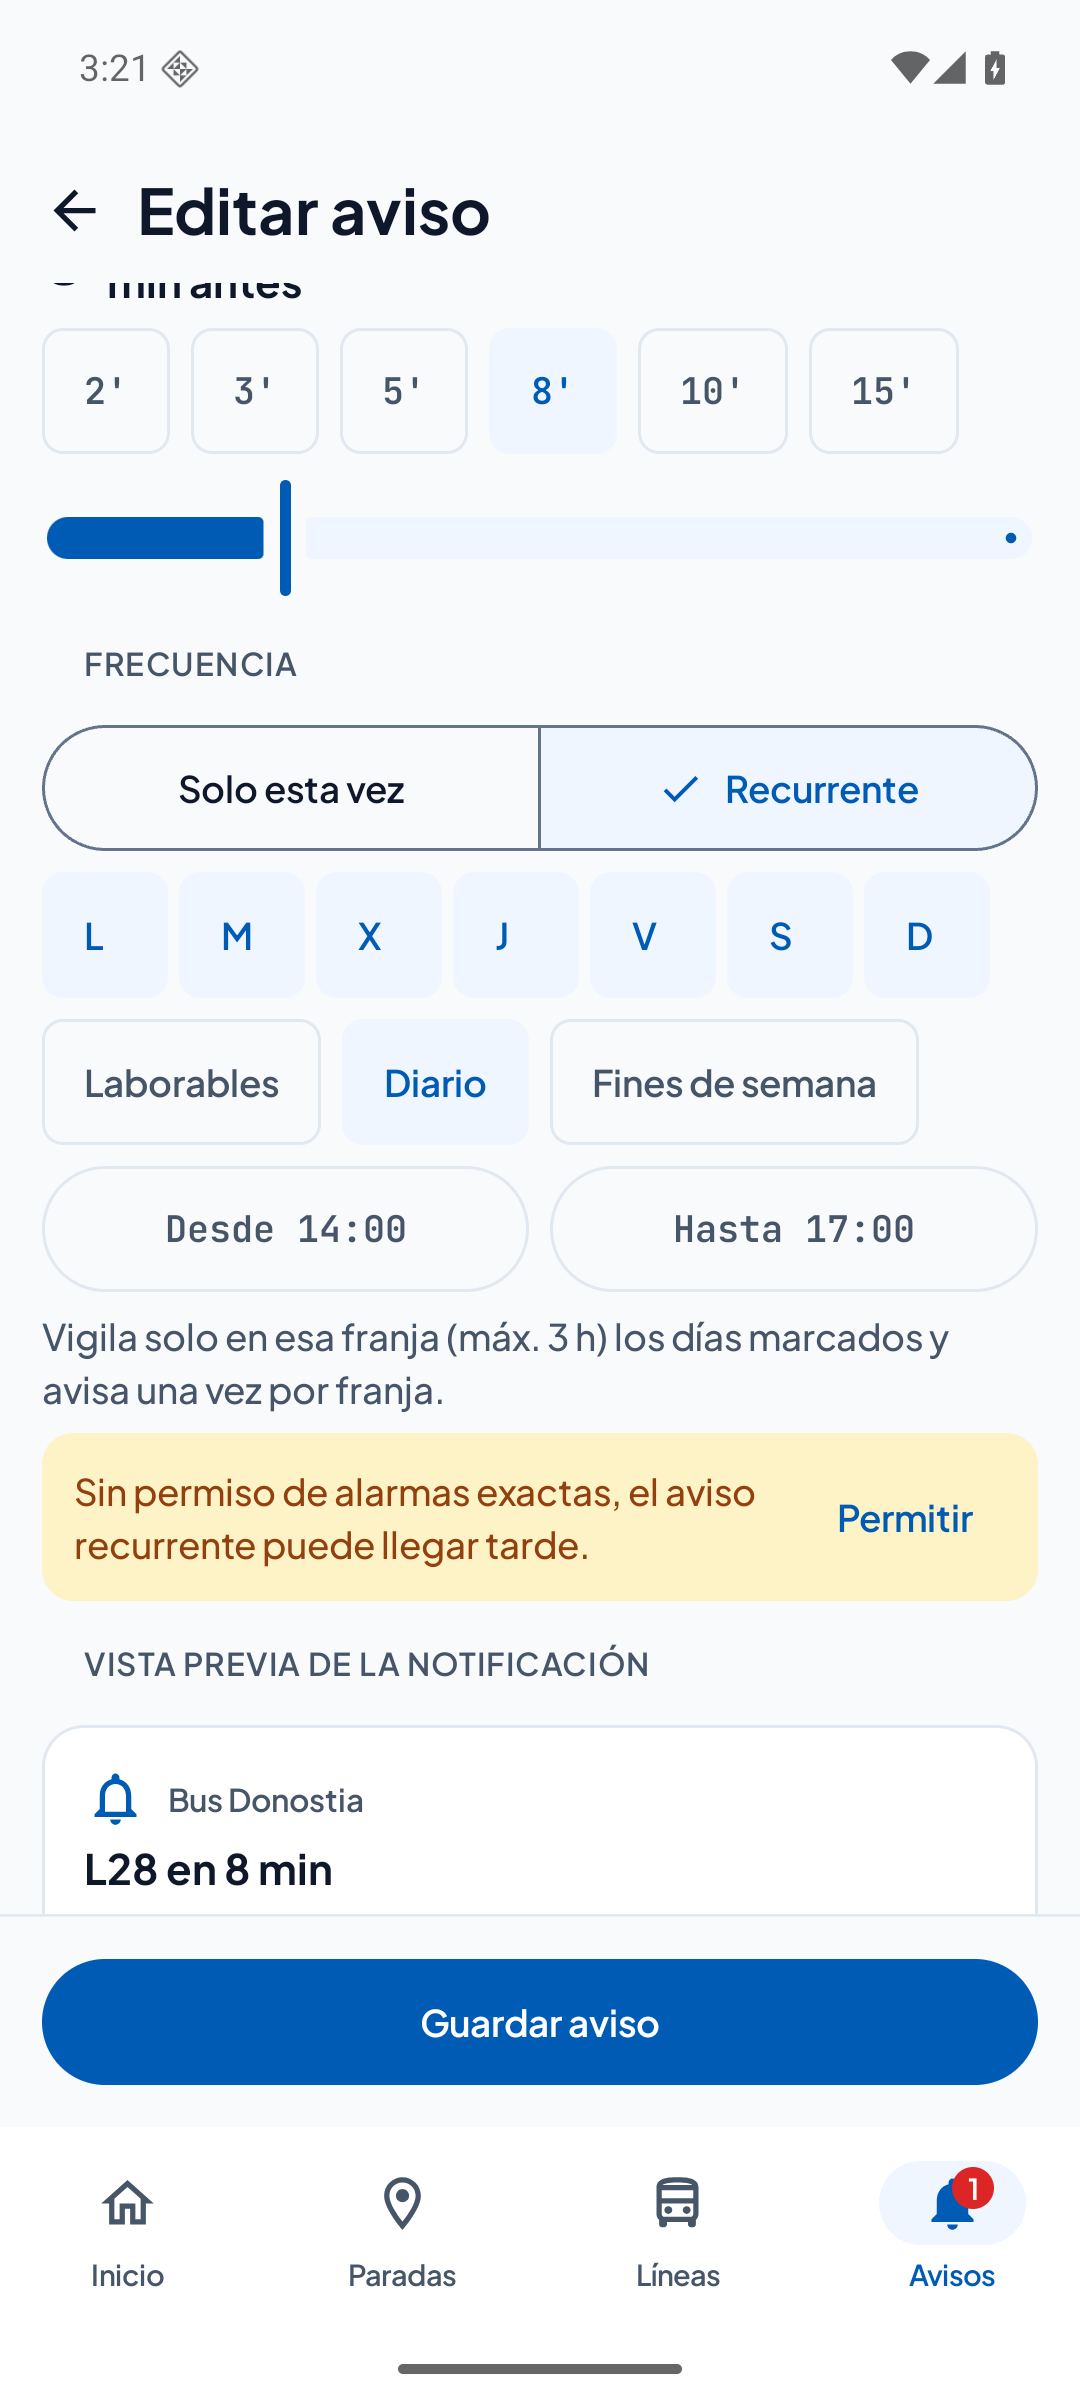 3:21
Editar aviso
min antes
2'
3'
5'
8'
10'
15'
FRECUENCIA
Solo esta vez
Recurrente
L
M
X
J
V
S
D
Laborables
Diario
Fines de semana
Desde 14:00
Hasta 17:00
Vigila solo en esa franja (máx. 3 h) los días marcados y
avisa una vez por franja.
Sin permiso de alarmas exactas, el aviso
recurrente puede llegar tarde.
Permitir
VISTA PREVIA DE LA NOTIFICACIÓN
Bus Donostia
L28 en 8 min
Guardar aviso
1
Inicio
Paradas
Líneas
Avisos